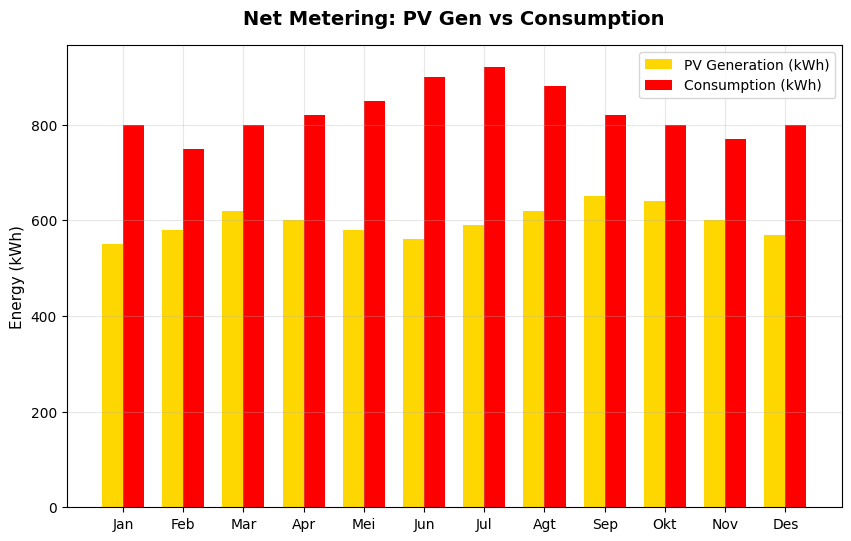 Net Metering: PV Gen vs Consumption
PV Generation (kWh)
Consumption (kWh)
Energy (kWh)
800
600
400
200
0
Jan Feb Mar Apr Mei Jun Jul Agt Sep Okt Nov Des